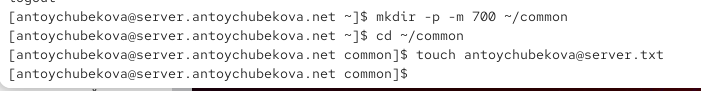 logout
[antoychubekova@server.antoychubekova.net ~]$ mkdir -p -m 700 ~/common
[antoychubekova@server.antoychubekova.net ~]$ cd ~/common
[antoychubekova@server.antoychubekova.net common]$ touch antoychubekova@server.txt
[antoychubekova@server.antoychubekova.net common]$